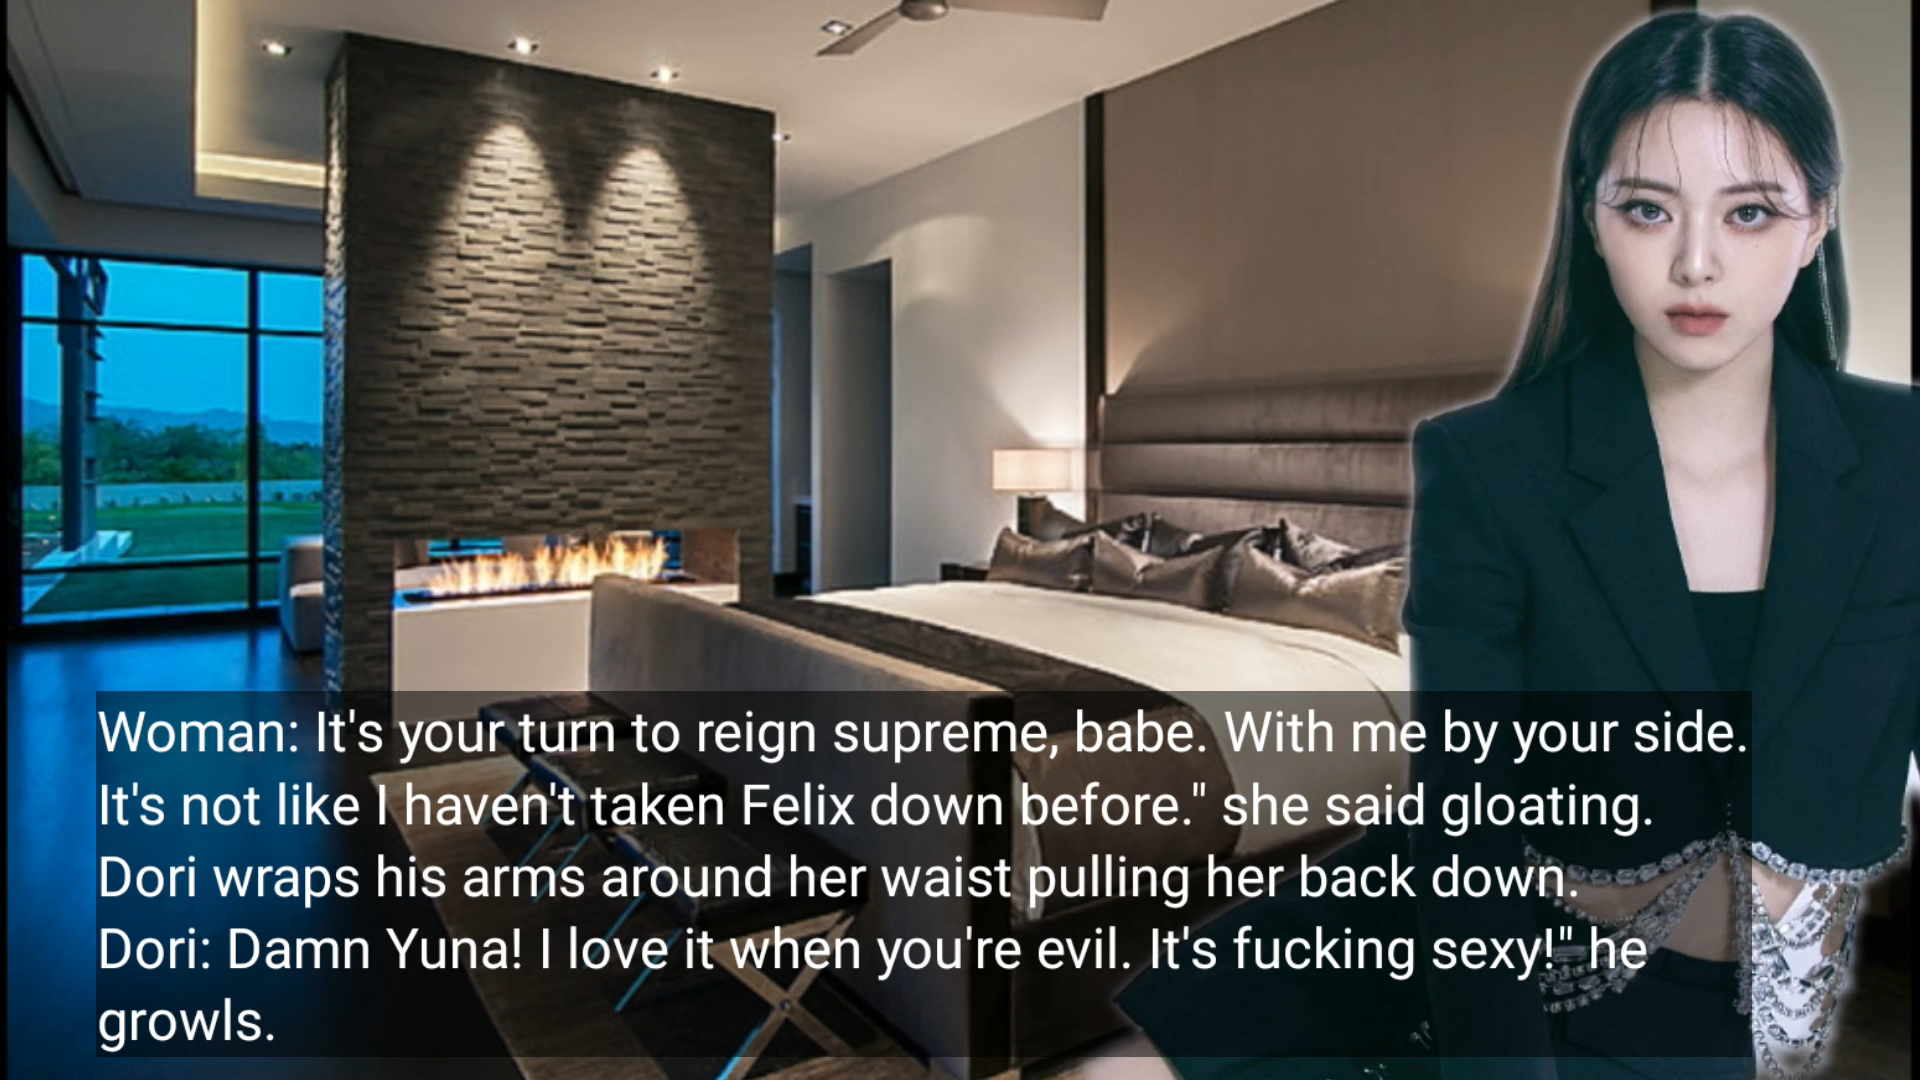 Woman: It's your turn to reign supreme, babe. With me by your side.
It's not like I haven't taken Felix down before." she said gloating.
Dori wraps his arms around her waist pulling her back down.
Dori: Damn Yuna! I love it when you're evil. It's fucking sexy!" he
growls.